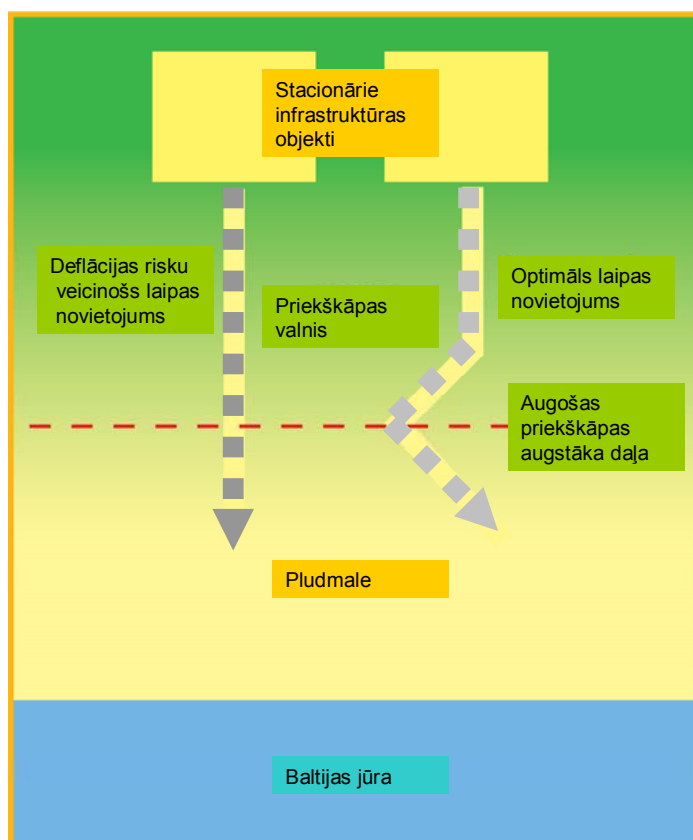 Stacionārie
infrastruktūras
objekti
Deflācijas risku
veicinošs laipas
novietojums
Priekškāpas
valnis
Optimāls laipas
novietojums
Augošas
priekškāpas
augstāka daļa
Pludmale
Baltijas jūra